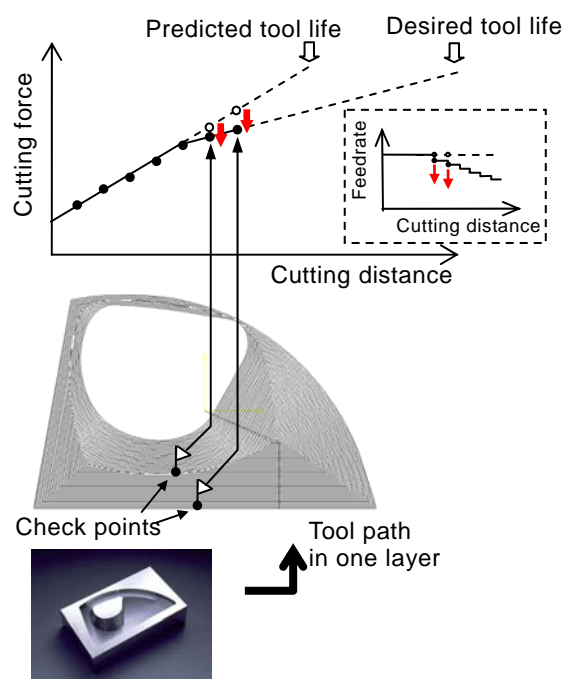 Predicted tool life
Desired tool life
Cutting force
Feedrate
Cutting distance
Cutting distance
Check points
Tool path
in one layer